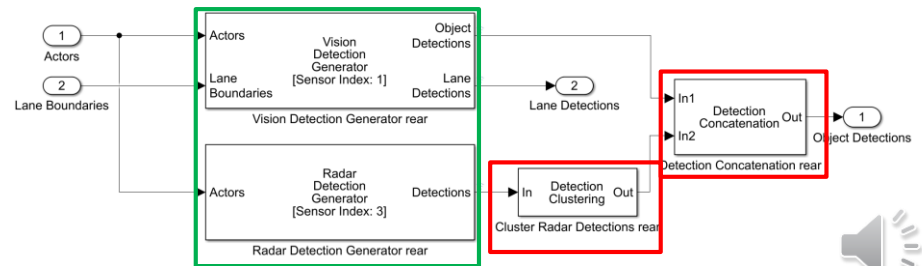 1
Actors
2
Lane Boundaries
Actors
Lane
Boundaries
Vision
Detection
Generator
[Sensor Index: 1]
Object
Detections
Lane
Detections
Vision Detection Generator rear
Actors
Radar
Detection
Generator
[Sensor Index: 3]
Detections
Radar Detection Generator rear
2
Lane Detections
In
Detection
Clustering
Out
Cluster Radar Detections rear
In1
In2
Detection
Concatenation
Out
Detection Concatenation rear
1
Object Detections